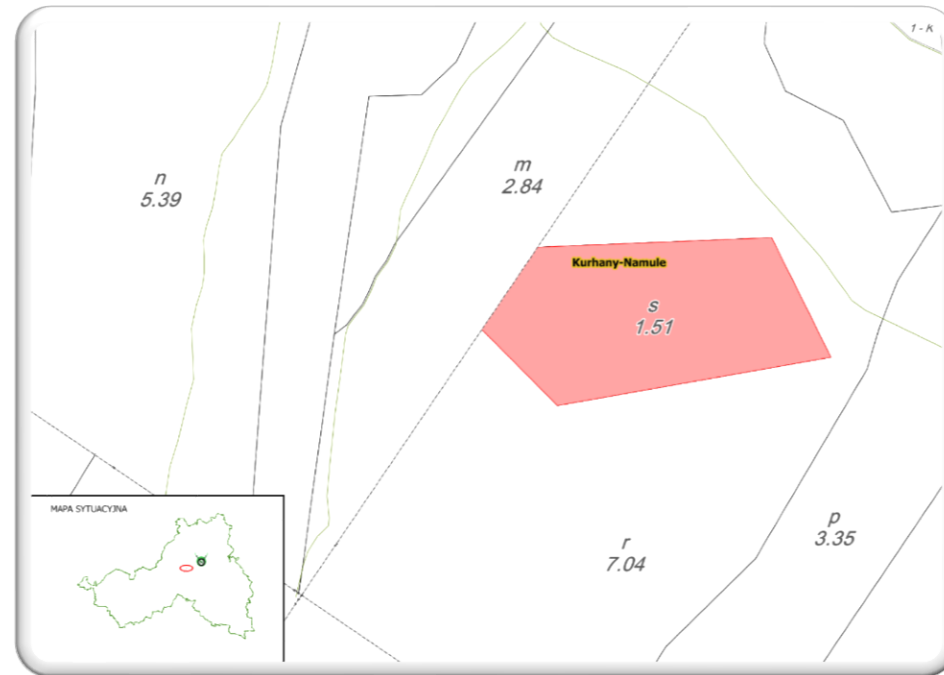 1 - K
m
2.84
n
5.39
Kurhany-Namule
s
1.51
MAPA SYTUACYJNA
p
3.35
r
7.04